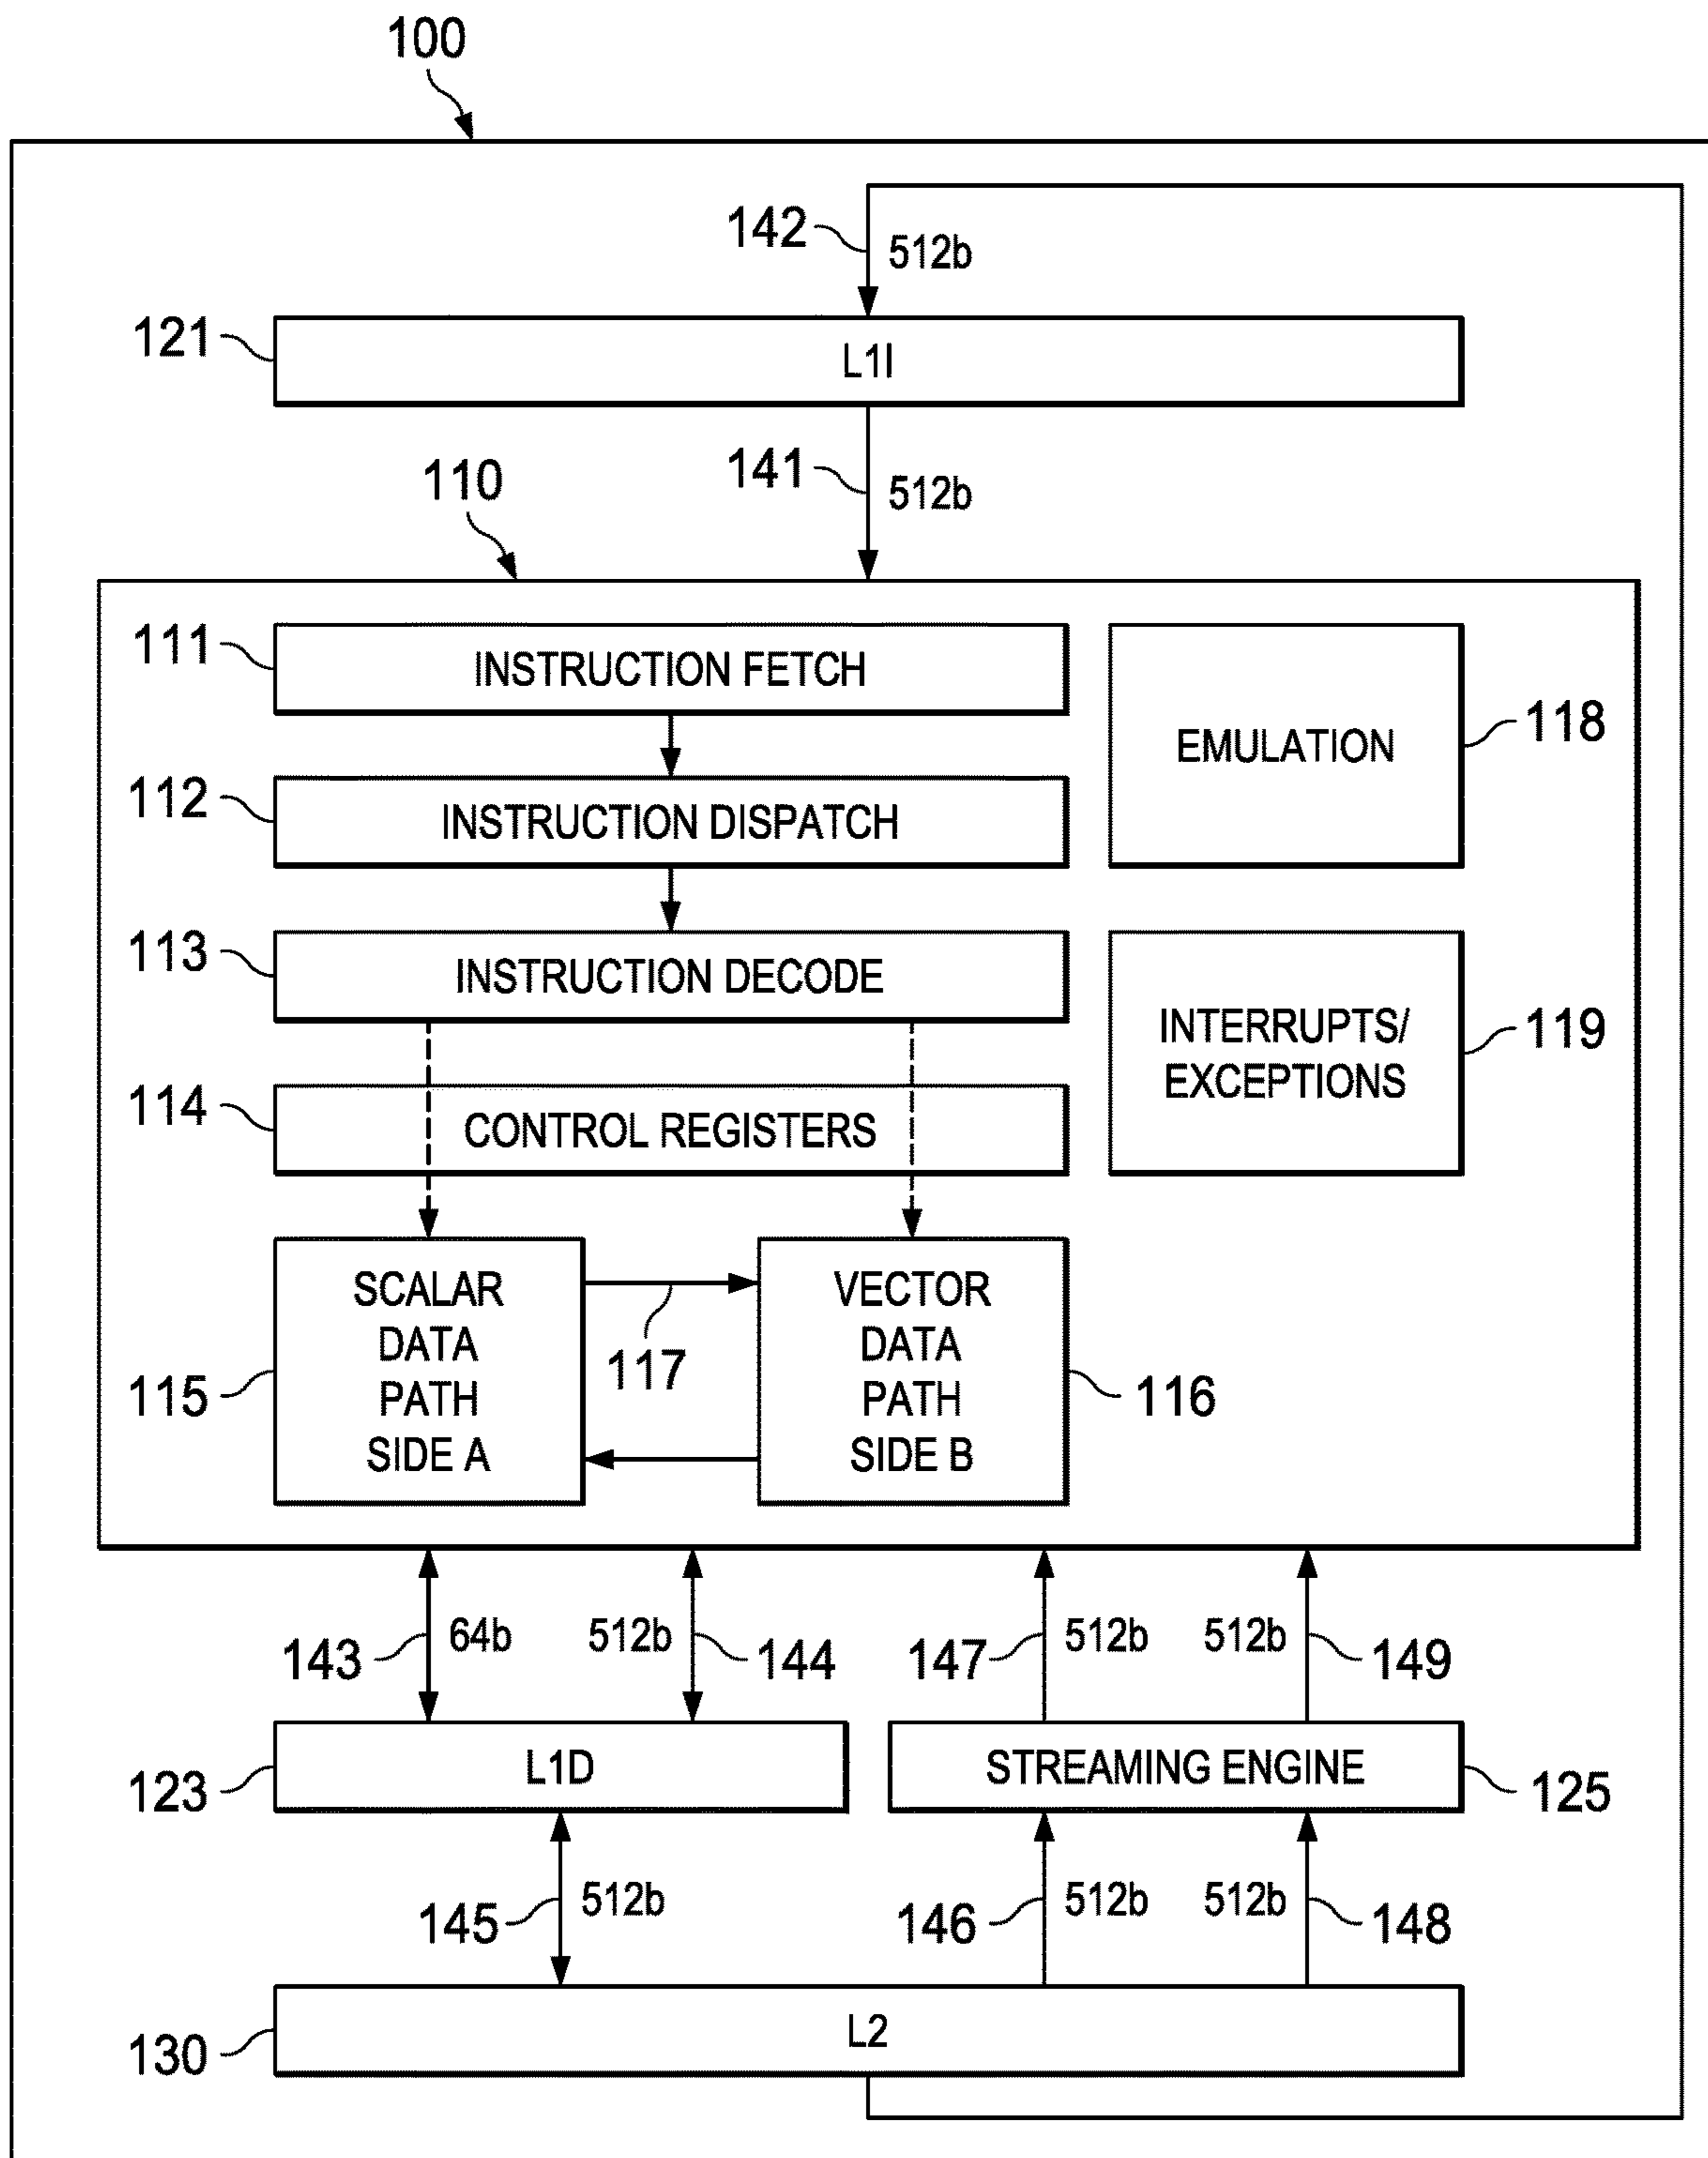 100
142
512b
121
L1I
141
512b
110
111
INSTRUCTION FETCH
EMULATION
118
112
INSTRUCTION DISPATCH
113
INSTRUCTION DECODE
INTERRUPTS/
EXCEPTIONS
119
114
CONTROL REGISTERS
SCALAR
DATA
PATH
SIDE A
115
117
VECTOR
DATA
PATH
SIDE B
116
143
64b
512b
144
147
512b
512b
149
123
L1D
STREAMING ENGINE
125
145
512b
146
512b
512b
148
130
L2